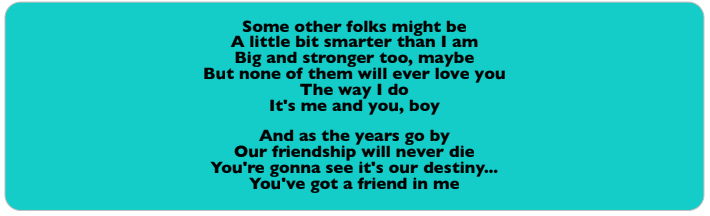 Some other folks might be
A little bit smarter than I am
Big and stronger too, maybe
But none of them will ever love you
The way I do
It's me and you, boy
And as the years go by
Our friendship will never die
You're gonna see it's our destiny...
You've got a friend in me